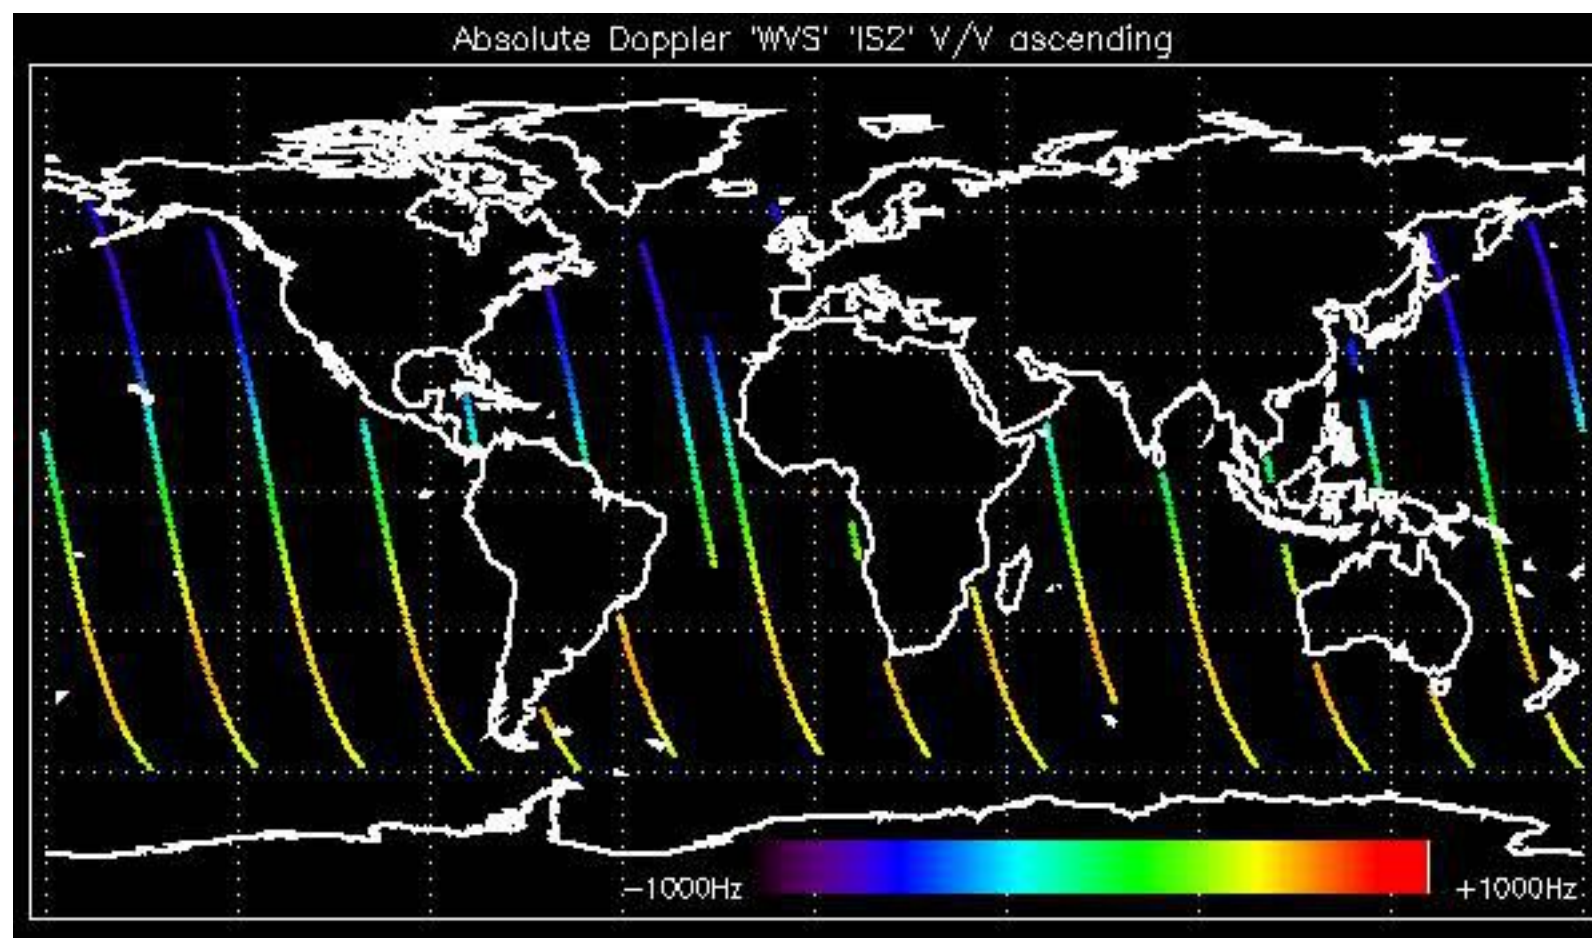 Absolute Doppler 'WVS' 'IS2' V/V ascending
−1000Hz +1000Hz